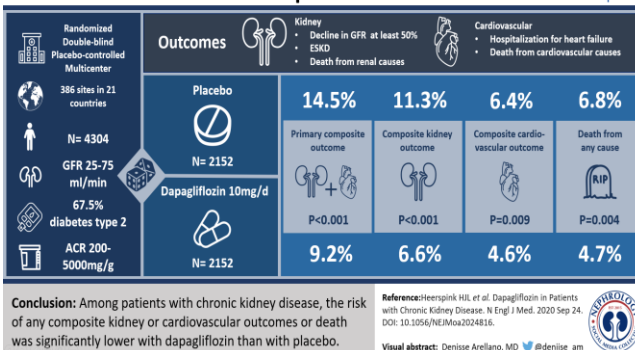 Randomized
Double-blind
Placebo-controlled
Multicenter
386 sites in 21
countries
N= 4304
GFR 25-75
ml/min
67.5%
diabetes type 2
ACR 200-
5000mg/g
Outcomes
Kidney
• Decline in GFR at least 50%
• ESKD
• Death from renal causes
Cardiovascular
• Hospitalization for heart failure
• Death from cardiovascular causes
Placebo
N= 2152
14.5% 11.3% 6.4% 6.8%
Primary composite
outcome
Composite kidney
outcome
Composite cardio-
vascular outcome
Death from
any cause
RIP
P<0.001 P<0.001 P=0.009 P=0.004
Dapagliflozin 10mg/d
N= 2152
9.2% 6.6% 4.6% 4.7%
Conclusion: Among patients with chronic kidney disease, the risk
of any composite kidney or cardiovascular outcomes or death
was significantly lower with dapagliflozin than with placebo.
Reference:Heerspink HJL et al. Dapagliflozin in Patients
with Chronic Kidney Disease. N Engl J Med. 2020 Sep 24.
DOI: 10.1056/NEJMoa2024816.
Visual abstract: Denisse Arellano, MD @deniise_am
NEPHROLOGY
SOCIAL MEDIA COLLECTIVE